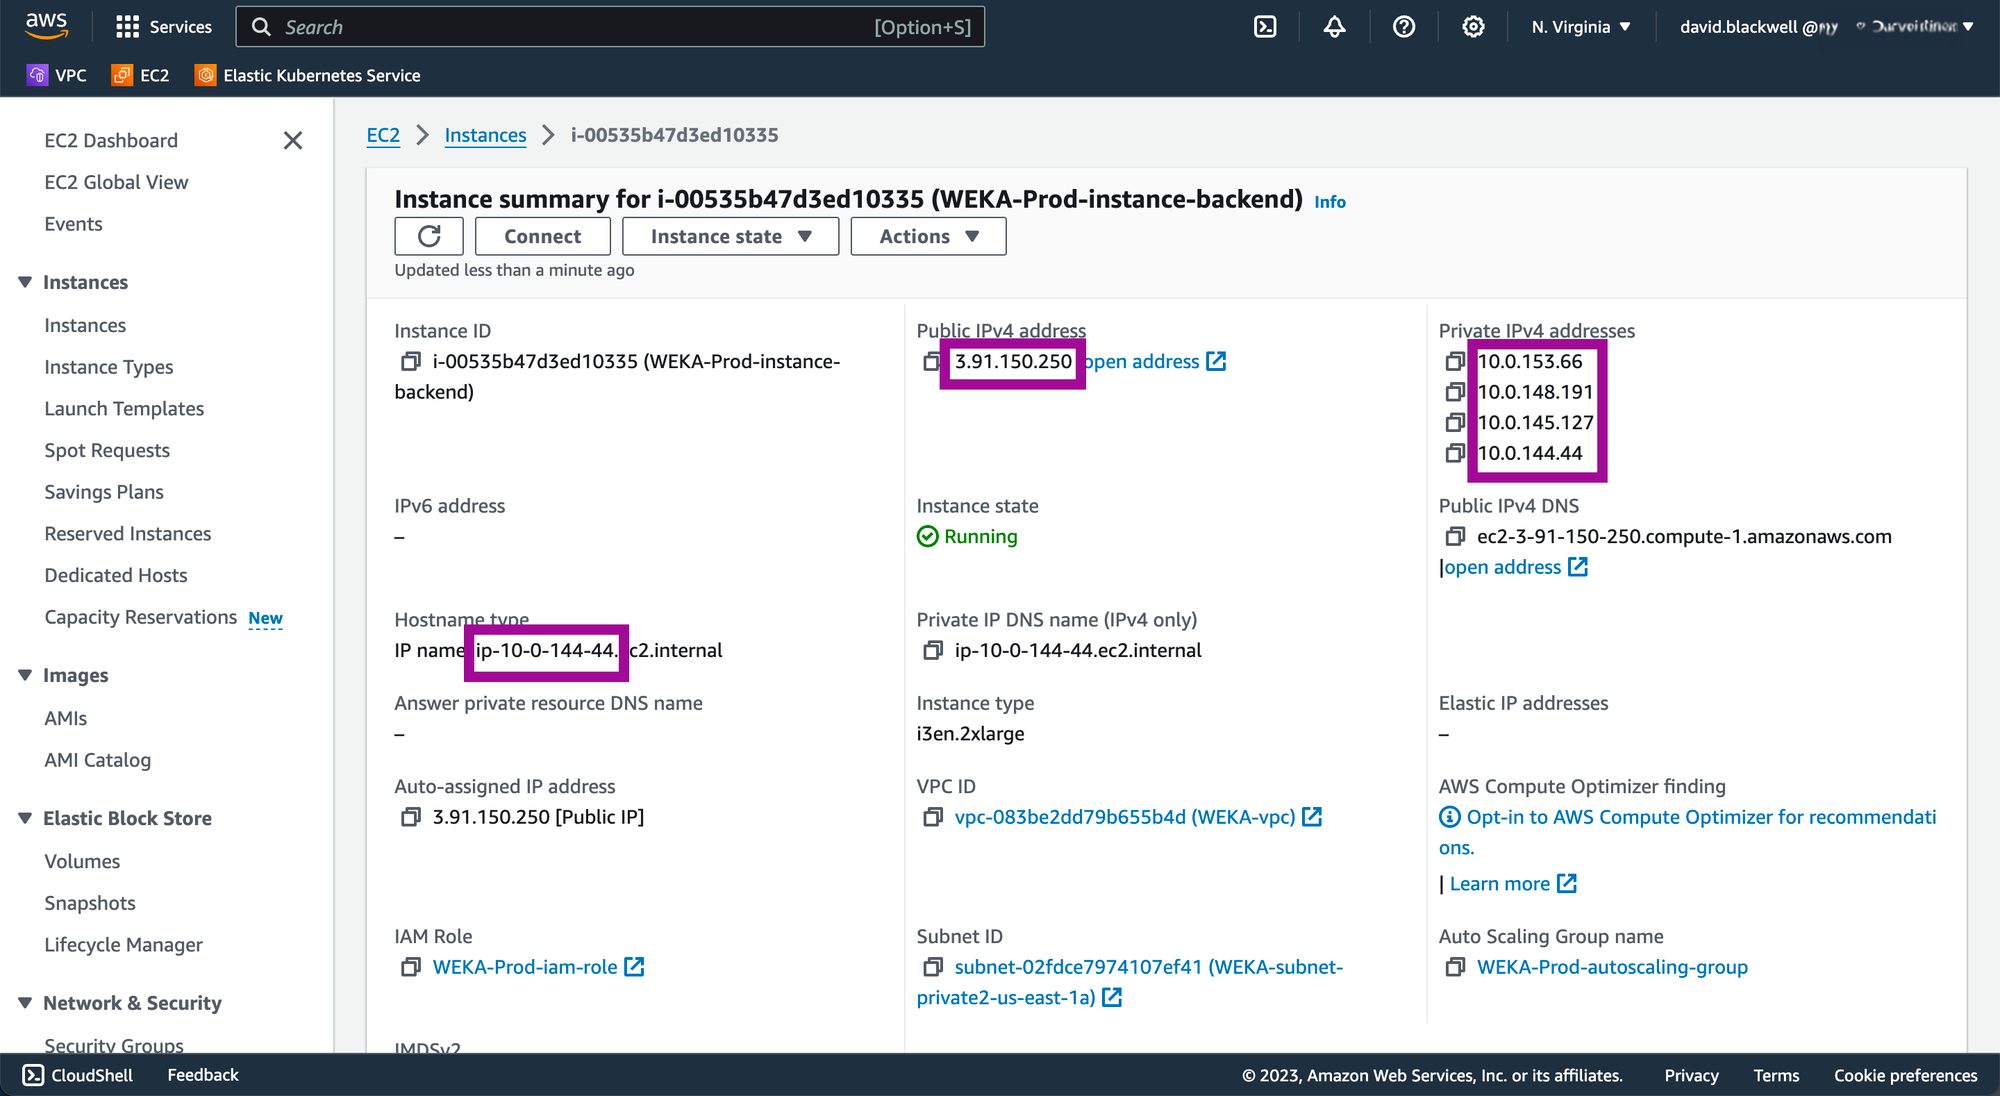 aws
Services
Search
[Option+S]
N. Virginia
david.blackwell @my
VPC
EC2
Elastic Kubernetes Service
EC2 Dashboard
EC2 Global View
Events
Instances
Instances
Instance Types
Launch Templates
Spot Requests
Savings Plans
Reserved Instances
Dedicated Hosts
Capacity Reservations New
Images
AMIs
AMI Catalog
Elastic Block Store
Volumes
Snapshots
Lifecycle Manager
Network & Security
Security Groups
EC2
Instances
i-00535b47d3ed10335
Instance summary for i-00535b47d3ed10335 (WEKA-Prod-instance-backend) Info
Connect
Instance state
Actions
Updated less than a minute ago
Instance ID
i-00535b47d3ed10335 (WEKA-Prod-instance-
backend)
Public IPv4 address
3.91.150.250
open address
Private IPv4 addresses
10.0.153.66
10.0.148.191
10.0.145.127
10.0.144.44
IPv6 address
–
Instance state
Running
Public IPv4 DNS
ec2-3-91-150-250.compute-1.amazonaws.com
|open address
Hostname type
IP name ip-10-0-144-44. c2.internal
Private IP DNS name (IPv4 only)
ip-10-0-144-44.ec2.internal
Answer private resource DNS name
–
Instance type
i3en.2xlarge
Elastic IP addresses
–
Auto-assigned IP address
3.91.150.250 [Public IP]
VPC ID
vpc-083be2dd79b655b4d (WEKA-vpc)
AWS Compute Optimizer finding
Opt-in to AWS Compute Optimizer for recommendati
ons.
| Learn more
IAM Role
WEKA-Prod-iam-role
Subnet ID
subnet-02fdce7974107ef41 (WEKA-subnet-
private2-us-east-1a)
Auto Scaling Group name
WEKA-Prod-autoscaling-group
IMDSv2
CloudShell
Feedback
© 2023, Amazon Web Services, Inc. or its affiliates.
Privacy
Terms
Cookie preferences